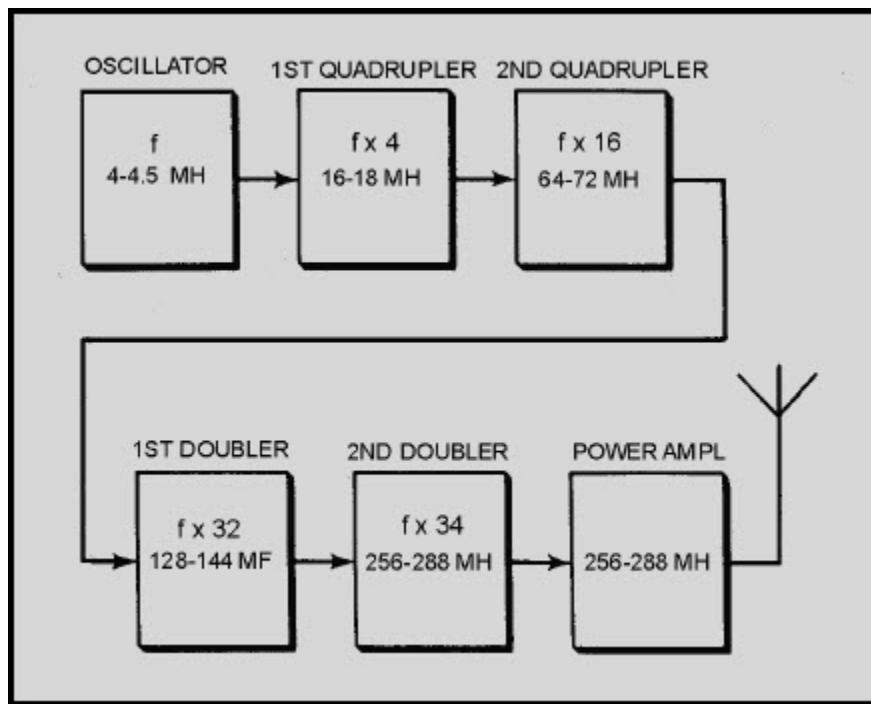 OSCILLATOR
f
4-4.5 MH
1ST QUADRUPLER
f x 4
16-18 MH
2ND QUADRUPLER
f x 16
64-72 MH
1ST DOUBLER
f x 32
128-144 MF
2ND DOUBLER
f x 34
256-288 MH
POWER AMPL
256-288 MH